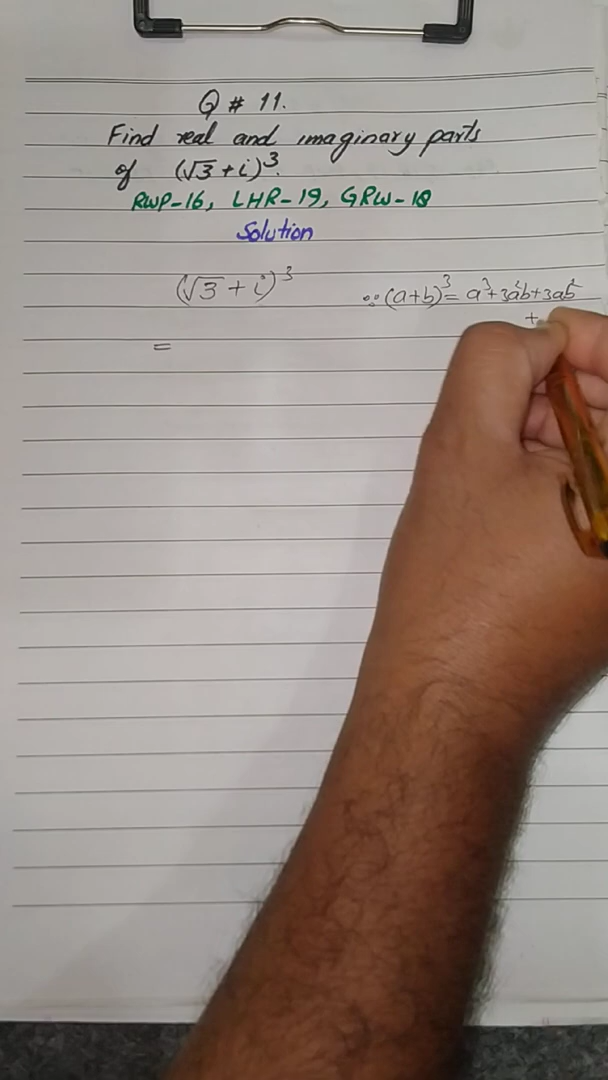 Q # 11.
Find real and imaginary parts
of (√3 + i)³.
RWP-16, LHR-19, GRW-18
Solution
(√3 + i)³ ∵ (a+b)³ = a³+3a²b+3ab²
+
=